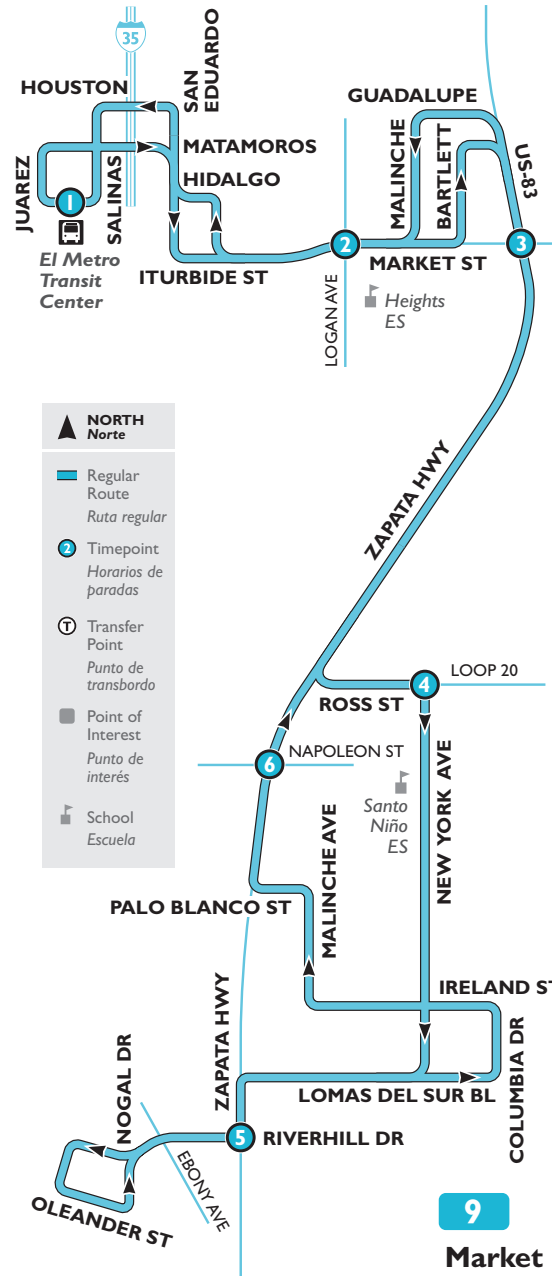 35
HOUSTON
SAN
EDUARDO
GUADALUPE
JUAREZ
SALINAS
MATAMOROS
HIDALGO
MALINCHE
BARTLETT
US-83
1
El Metro
Transit
Center
ITURBIDE ST
LOGAN AVE
2
MARKET ST
3
Heights
ES
NORTH
Norte
Regular
Route
Ruta regular
2
Timepoint
Horarios de
paradas
T
Transfer
Point
Punto de
transbordo
Point of
Interest
Punto de
interés
School
Escuela
ZAPATA HWY
ROSS ST
4
LOOP 20
6
NAPOLEON ST
Santo
Niño
ES
NEW YORK AVE
PALO BLANCO ST
MALINCHE AVE
IRELAND ST
COLUMBIA DR
ZAPATA HWY
LOMAS DEL SUR BL
NOGAL DR
5
RIVERHILL DR
EBONY AVE
OLEANDER ST
9
Market